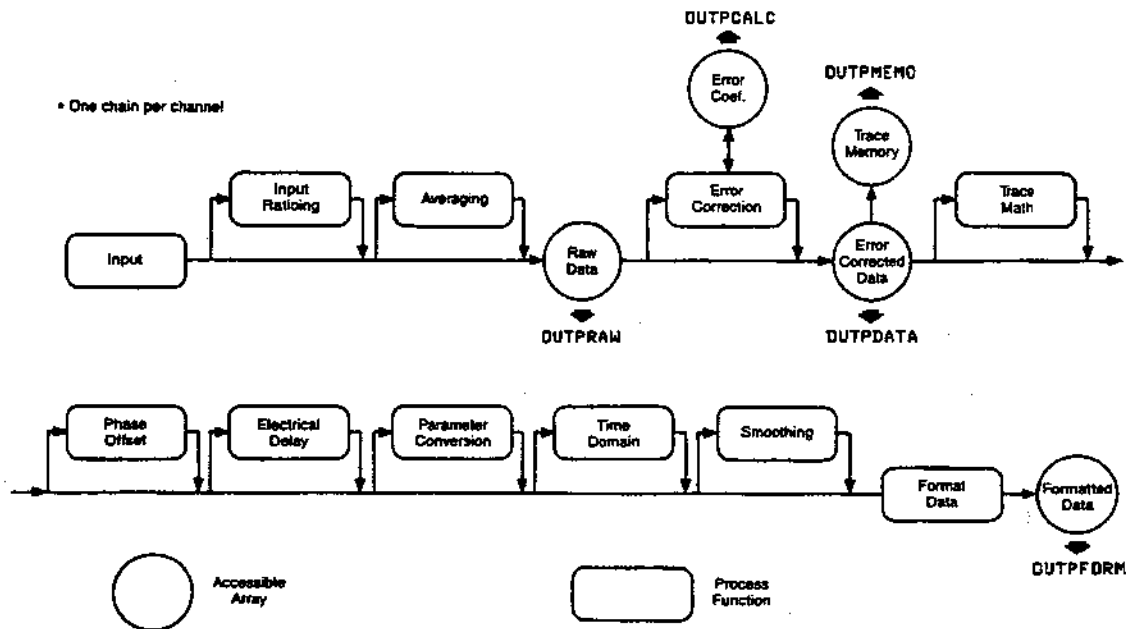 OUTPCALC
Error
Coef.
OUTPMEMO
Trace
Memory
* One chain per channel
Input
Ratioing
Averaging
Error
Correction
Trace
Math
Input
Raw
Data
Error
Corrected
Data
OUTPRAW
OUTPDATA
Phase
Offset
Electrical
Delay
Parameter
Conversion
Time
Domain
Smoothing
Format
Data
Formatted
Data
OUTPFORM
Accessible
Array
Process
Function